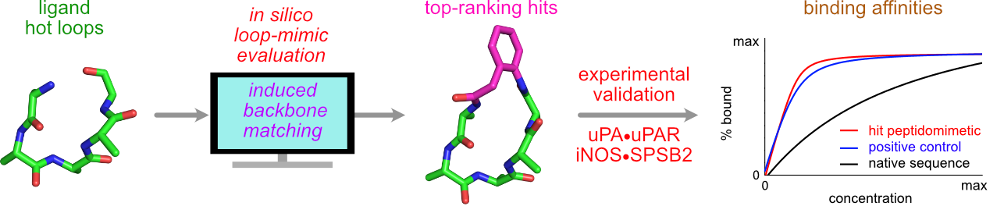 ligand
hot loops
in silico
loop-mimic
evaluation
induced
backbone
matching
top-ranking hits
experimental
validation
uPA•uPAR
iNOS•SPSB2
binding affinities
max
% bound
0
hit peptidomimetic
positive control
native sequence
0
max
concentration